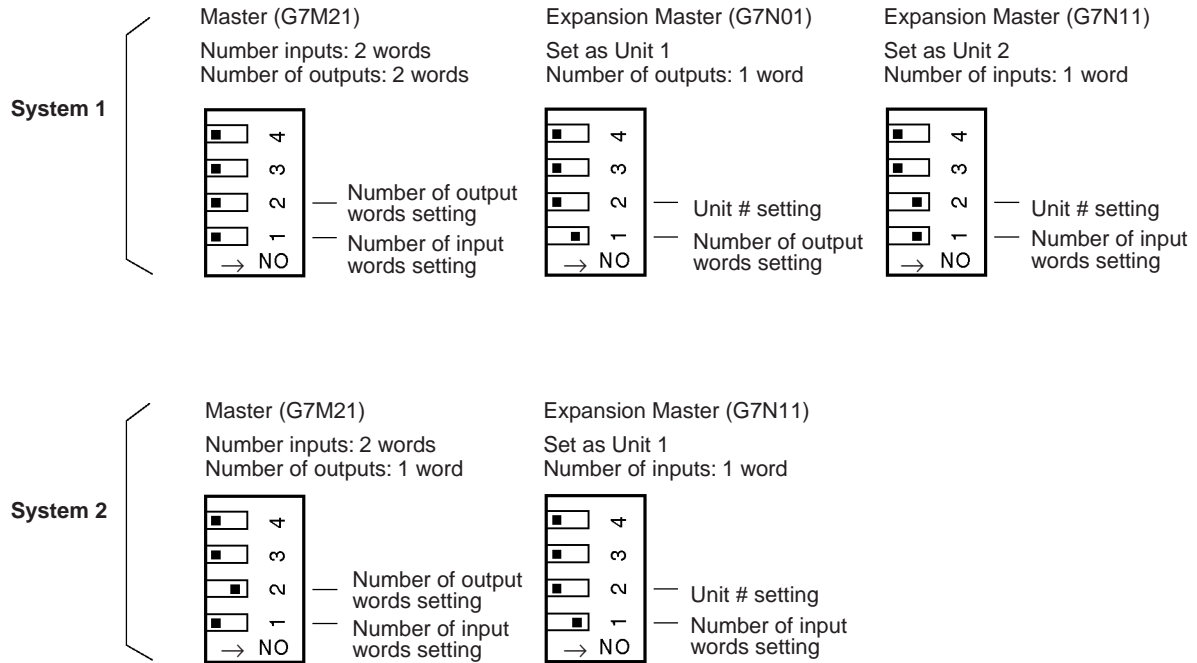 System 1
Master (G7M21)
Number inputs: 2 words
Number of outputs: 2 words
4
3
2
1
→ NO
Number of output
words setting
Number of input
words setting
Expansion Master (G7N01)
Set as Unit 1
Number of outputs: 1 word
4
3
2
1
→ NO
Unit # setting
Number of output
words setting
Expansion Master (G7N11)
Set as Unit 2
Number of inputs: 1 word
4
3
2
1
→ NO
Unit # setting
Number of input
words setting
System 2
Master (G7M21)
Number inputs: 2 words
Number of outputs: 1 word
4
3
2
1
→ NO
Number of output
words setting
Number of input
words setting
Expansion Master (G7N11)
Set as Unit 1
Number of inputs: 1 word
4
3
2
1
→ NO
Unit # setting
Number of input
words setting